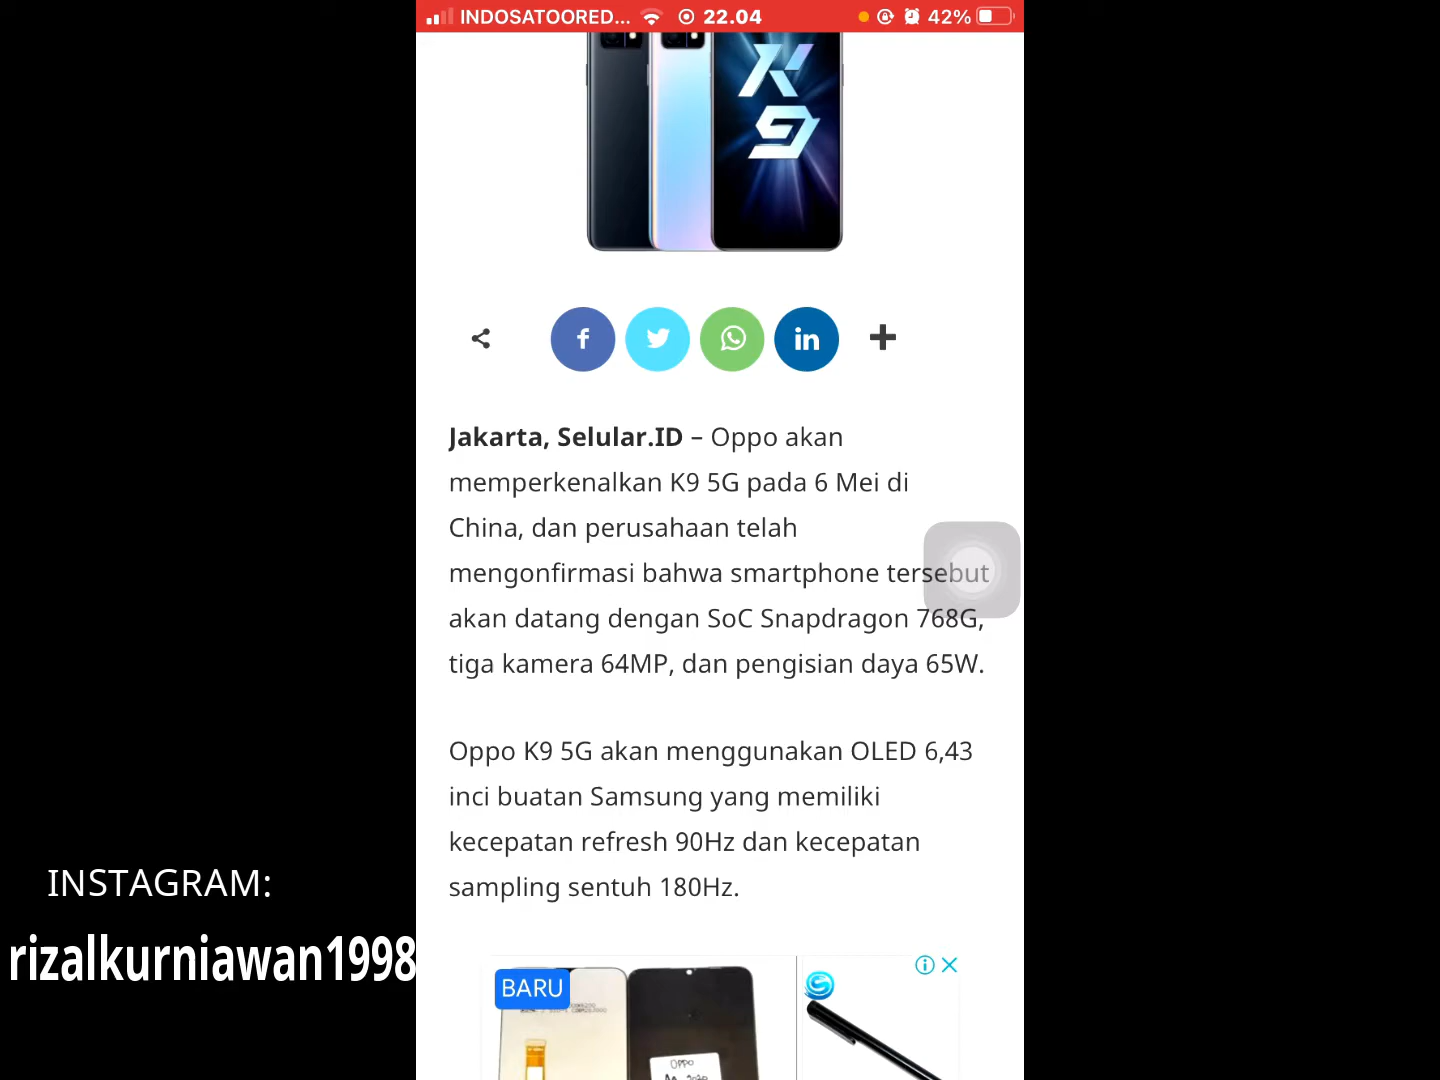 INDOSATOORED... 22.04 42%
K
9
f in
Jakarta, Selular.ID – Oppo akan
memperkenalkan K9 5G pada 6 Mei di
China, dan perusahaan telah
mengonfirmasi bahwa smartphone tersebut
akan datang dengan SoC Snapdragon 768G,
tiga kamera 64MP, dan pengisian daya 65W.
Oppo K9 5G akan menggunakan OLED 6,43
inci buatan Samsung yang memiliki
kecepatan refresh 90Hz dan kecepatan
sampling sentuh 180Hz.
INSTAGRAM:
rizalkurniawan1998
BARU
OPPO